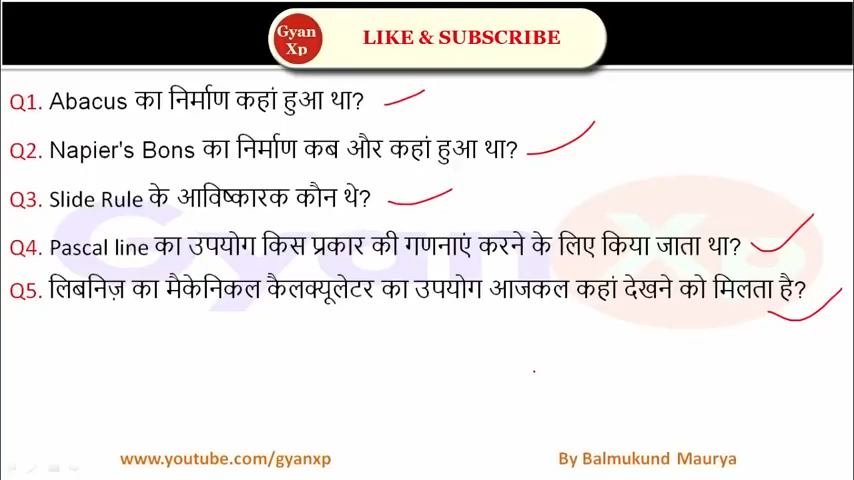 Gyan
Xp
LIKE & SUBSCRIBE
Q1. Abacus का निर्माण कहां हुआ था?
Q2. Napier's Bons का निर्माण कब और कहां हुआ था?
Q3. Slide Rule के आविष्कारक कौन थे?
Q4. Pascal line का उपयोग किस प्रकार की गणनाएं करने के लिए किया जाता था?
Q5. लिबनिज़ का मैकेनिकल कैलक्यूलेटर का उपयोग आजकल कहां देखने को मिलता है?
Gyan Xp
www.youtube.com/gyanxp By Balmukund Maurya